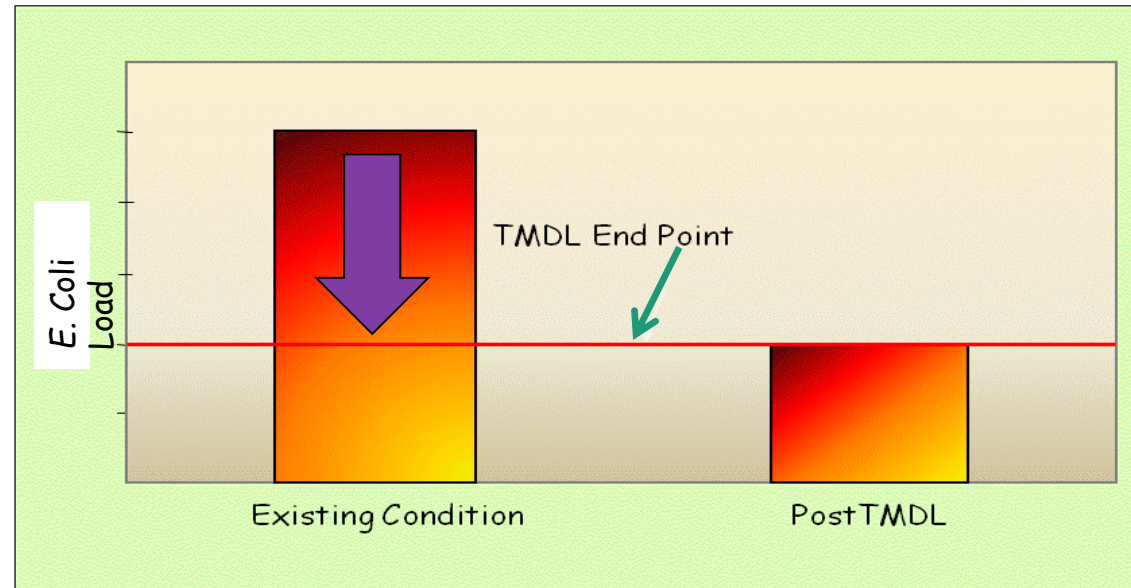 E. Coli
Load
TMDL End Point
Existing Condition
PostTMDL